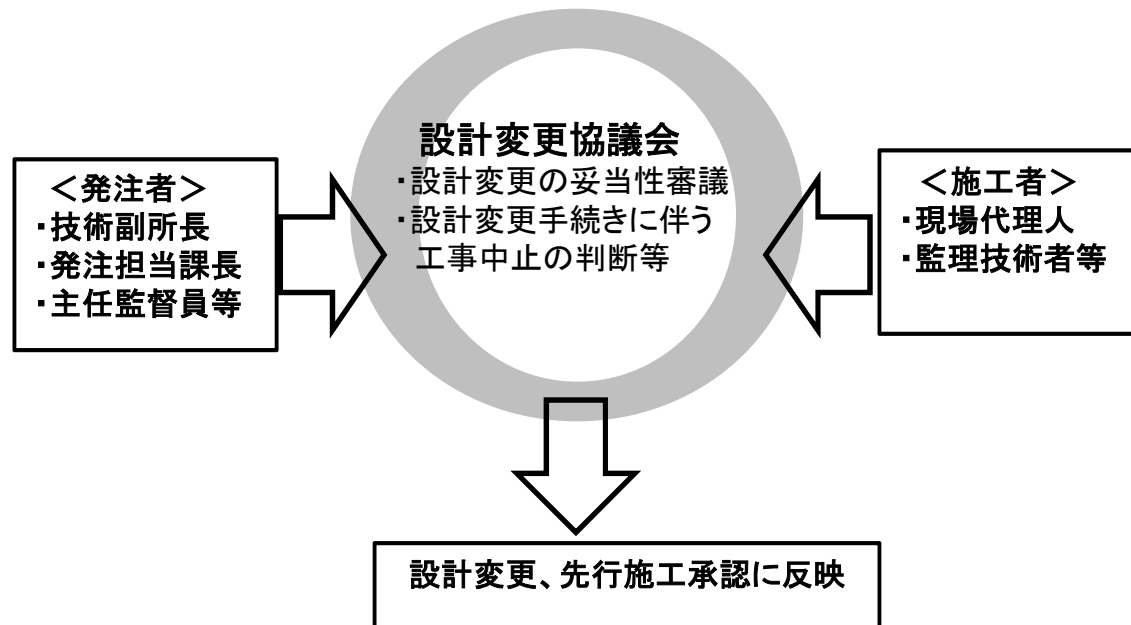 設計変更協議会
・設計変更の妥当性審議
・設計変更手続きに伴う
工事中止の判断等
＜発注者＞
・技術副所長
・発注担当課長
・主任監督員等
＜施工者＞
・現場代理人
・監理技術者等
設計変更、先行施工承認に反映